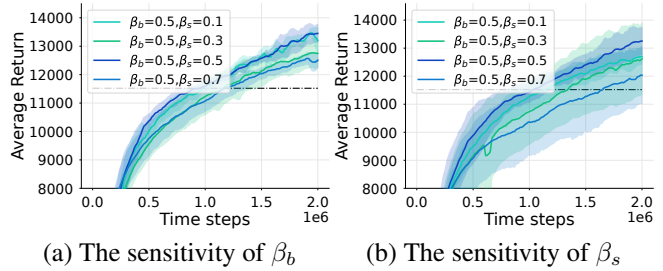 14000
13000
12000
11000
10000
9000
8000
Average Return
β_b=0.5,β_s=0.1
β_b=0.5,β_s=0.3
β_b=0.5,β_s=0.5
β_b=0.5,β_s=0.7
0.0 0.5 1.0 1.5 2.0
Time steps 1e6
(a) The sensitivity of β_b
14000
13000
12000
11000
10000
9000
8000
Average Return
β_b=0.5,β_s=0.1
β_b=0.5,β_s=0.3
β_b=0.5,β_s=0.5
β_b=0.5,β_s=0.7
0.0 0.5 1.0 1.5 2.0
Time steps 1e6
(b) The sensitivity of β_s